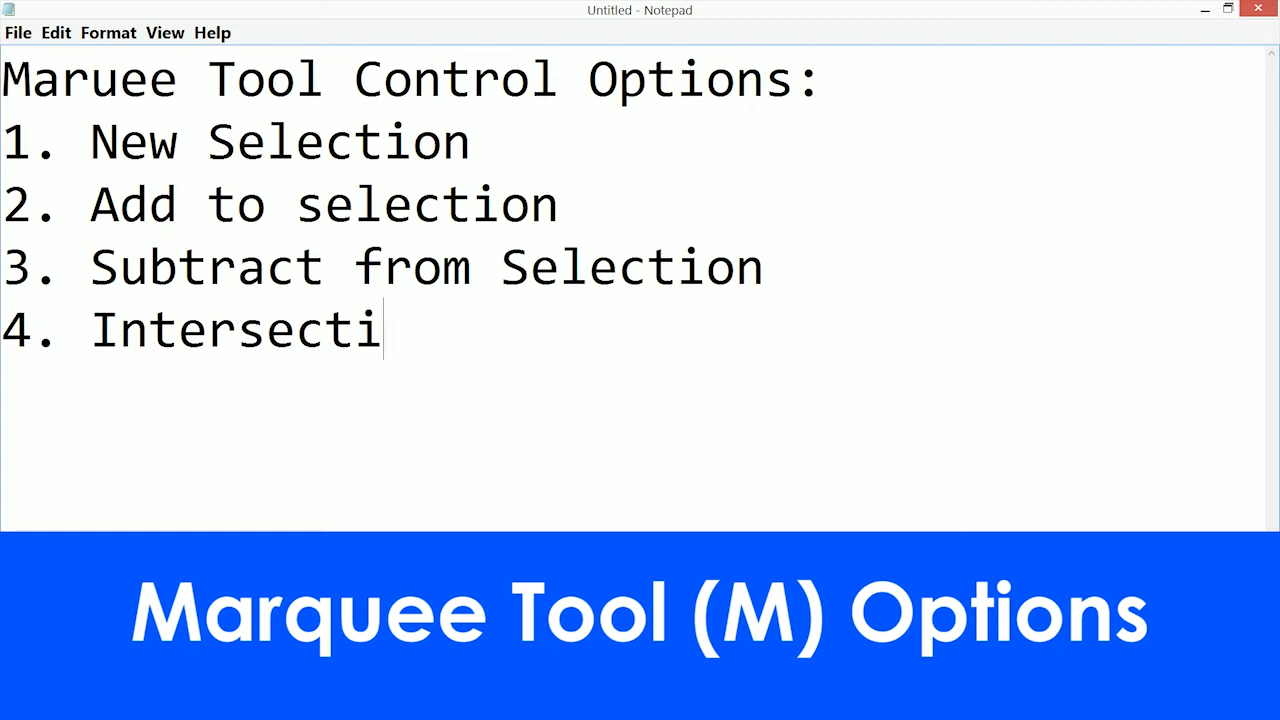 Untitled - Notepad
File Edit Format View Help
Maruee Tool Control Options:
1. New Selection
2. Add to selection
3. Subtract from Selection
4. Intersecti
Marquee Tool (M) Options